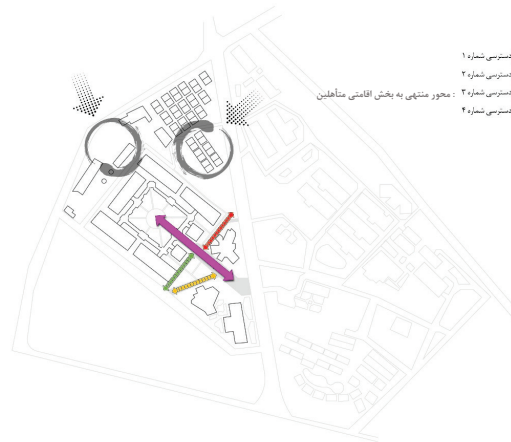 دسترسی شماره ۱
دسترسی شماره ۲
دسترسی شماره ۳ : محور منتهی به بخش اقامتی متأهلین
دسترسی شماره ۴